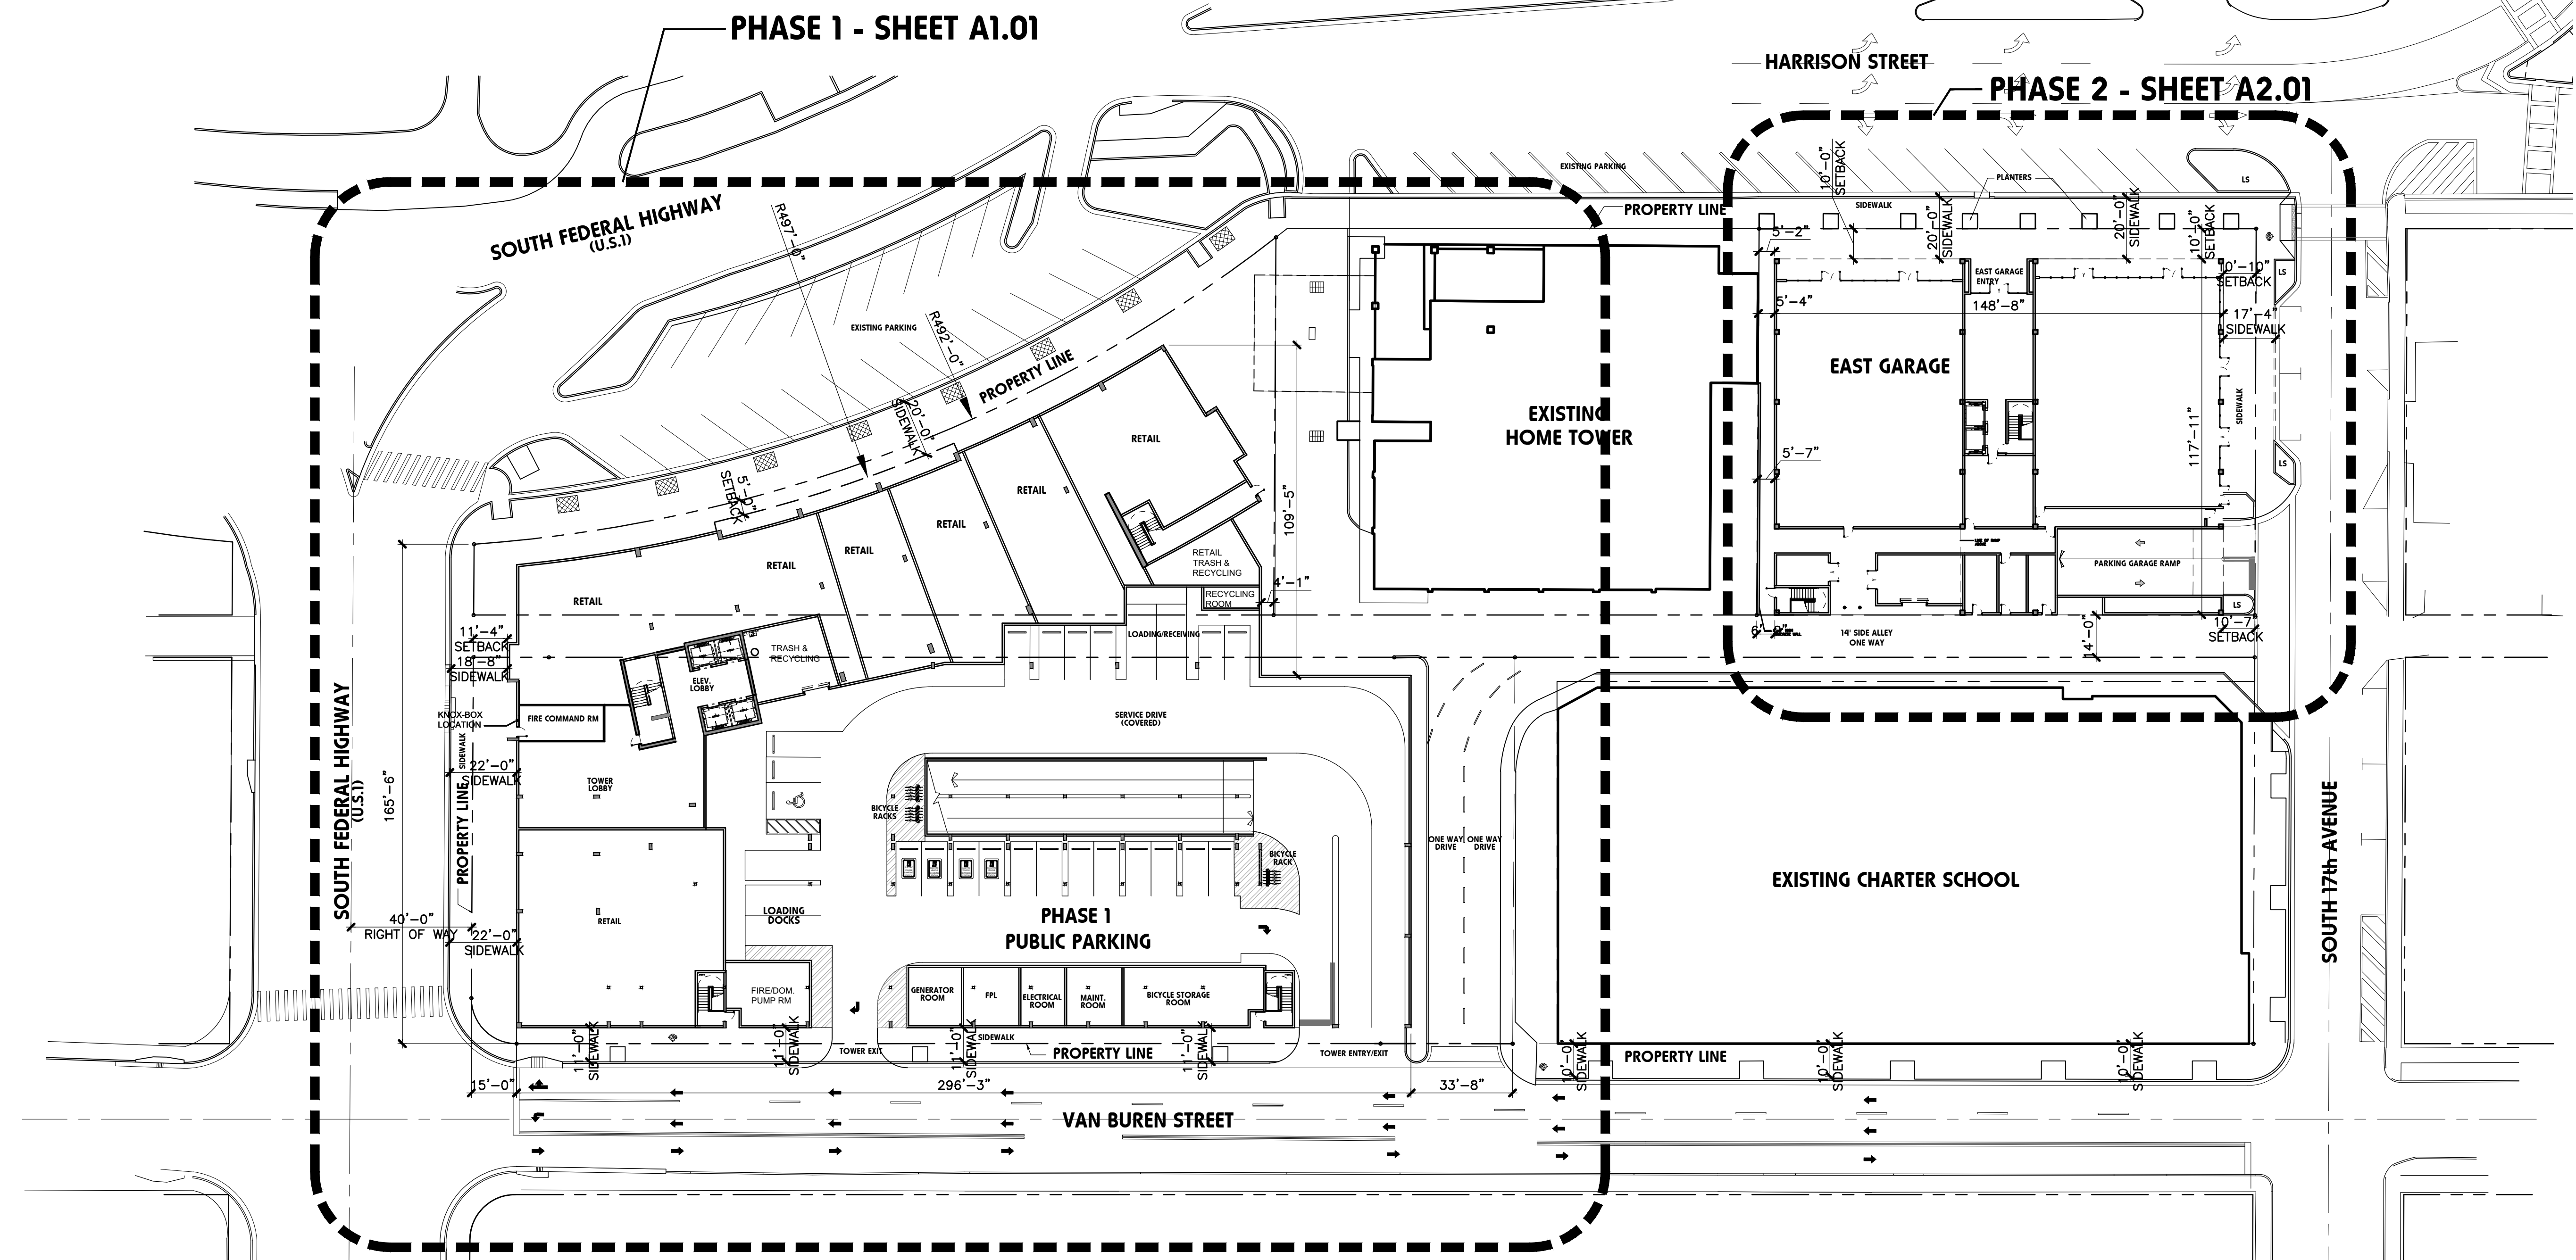 PHASE 1 - SHEET A1.01
HARRISON STREET
PHASE 2 - SHEET A2.01
SOUTH FEDERAL HIGHWAY
(U.S.1)
R497'-0"
EXISTING PARKING
R492'-0"
PROPERTY LINE
20'-0"
SIDEWALK
5'-0"
SETBACK
EXISTING PARKING
PROPERTY LINE
10'-0"
SETBACK
PLANTERS
LS
SIDEWALK
20'-0"
SIDEWALK
20'-0"
SIDEWALK
10'-0"
SETBACK
5'-2"
EAST GARAGE
ENTRY
10'-10"
SETBACK
LS
5'-4"
148'-8"
17'-4"
SIDEWALK
EAST GARAGE
SIDEWALK
117'-11"
5'-7"
LS
EXISTING
HOME TOWER
RETAIL
RETAIL
RETAIL
RETAIL
RETAIL
RETAIL
109'-5"
RETAIL
TRASH &
RECYCLING
RECYCLING
ROOM
4'-1"
PARKING GARAGE RAMP
LS
10'-7"
SETBACK
14'-0"
14' SIDE ALLEY
ONE WAY
11'-4"
SETBACK
18'-8"
SIDEWALK
LOADING/RECEIVING
TRASH &
RECYCLING
ELEV.
LOBBY
KNOX-BOX
LOCATION
FIRE COMMAND RM
SERVICE DRIVE
(COVERED)
SOUTH FEDERAL HIGHWAY
(U.S.1)
165'-6"
PROPERTY LINE
SIDEWALK
22'-0"
SIDEWALK
TOWER
LOBBY
BICYCLE
RACKS
BICYCLE
RACK
ONE WAY
DRIVE
ONE WAY
DRIVE
EXISTING CHARTER SCHOOL
SOUTH 17th AVENUE
40'-0"
RIGHT OF WAY
22'-0"
SIDEWALK
RETAIL
LOADING
DOCKS
PHASE 1
PUBLIC PARKING
FIRE/DOM.
PUMP RM
GENERATOR
ROOM
FPL
ELECTRICAL
ROOM
MAINT.
ROOM
BICYCLE STORAGE
ROOM
11'-0"
SIDEWALK
11'-0"
SIDEWALK
TOWER EXIT
11'-0"
SIDEWALK
SIDEWALK
PROPERTY LINE
11'-0"
SIDEWALK
TOWER ENTRY/EXIT
10'-0"
SIDEWALK
PROPERTY LINE
10'-0"
SIDEWALK
10'-0"
SIDEWALK
15'-0"
296'-3"
33'-8"
VAN BUREN STREET